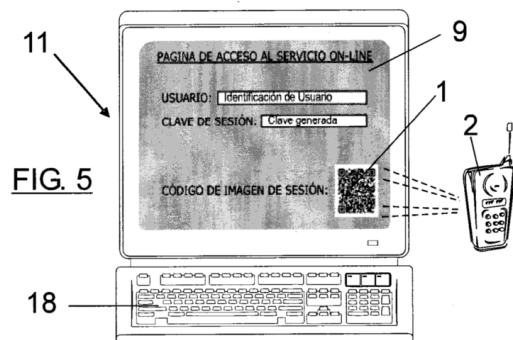 11
9
PAGINA DE ACCESO AL SERVICIO ON-LINE
USUARIO: Identificación de Usuario
1
CLAVE DE SESIÓN: Clave generada
2
FIG. 5
CÓDIGO DE IMAGEN DE SESIÓN:
18